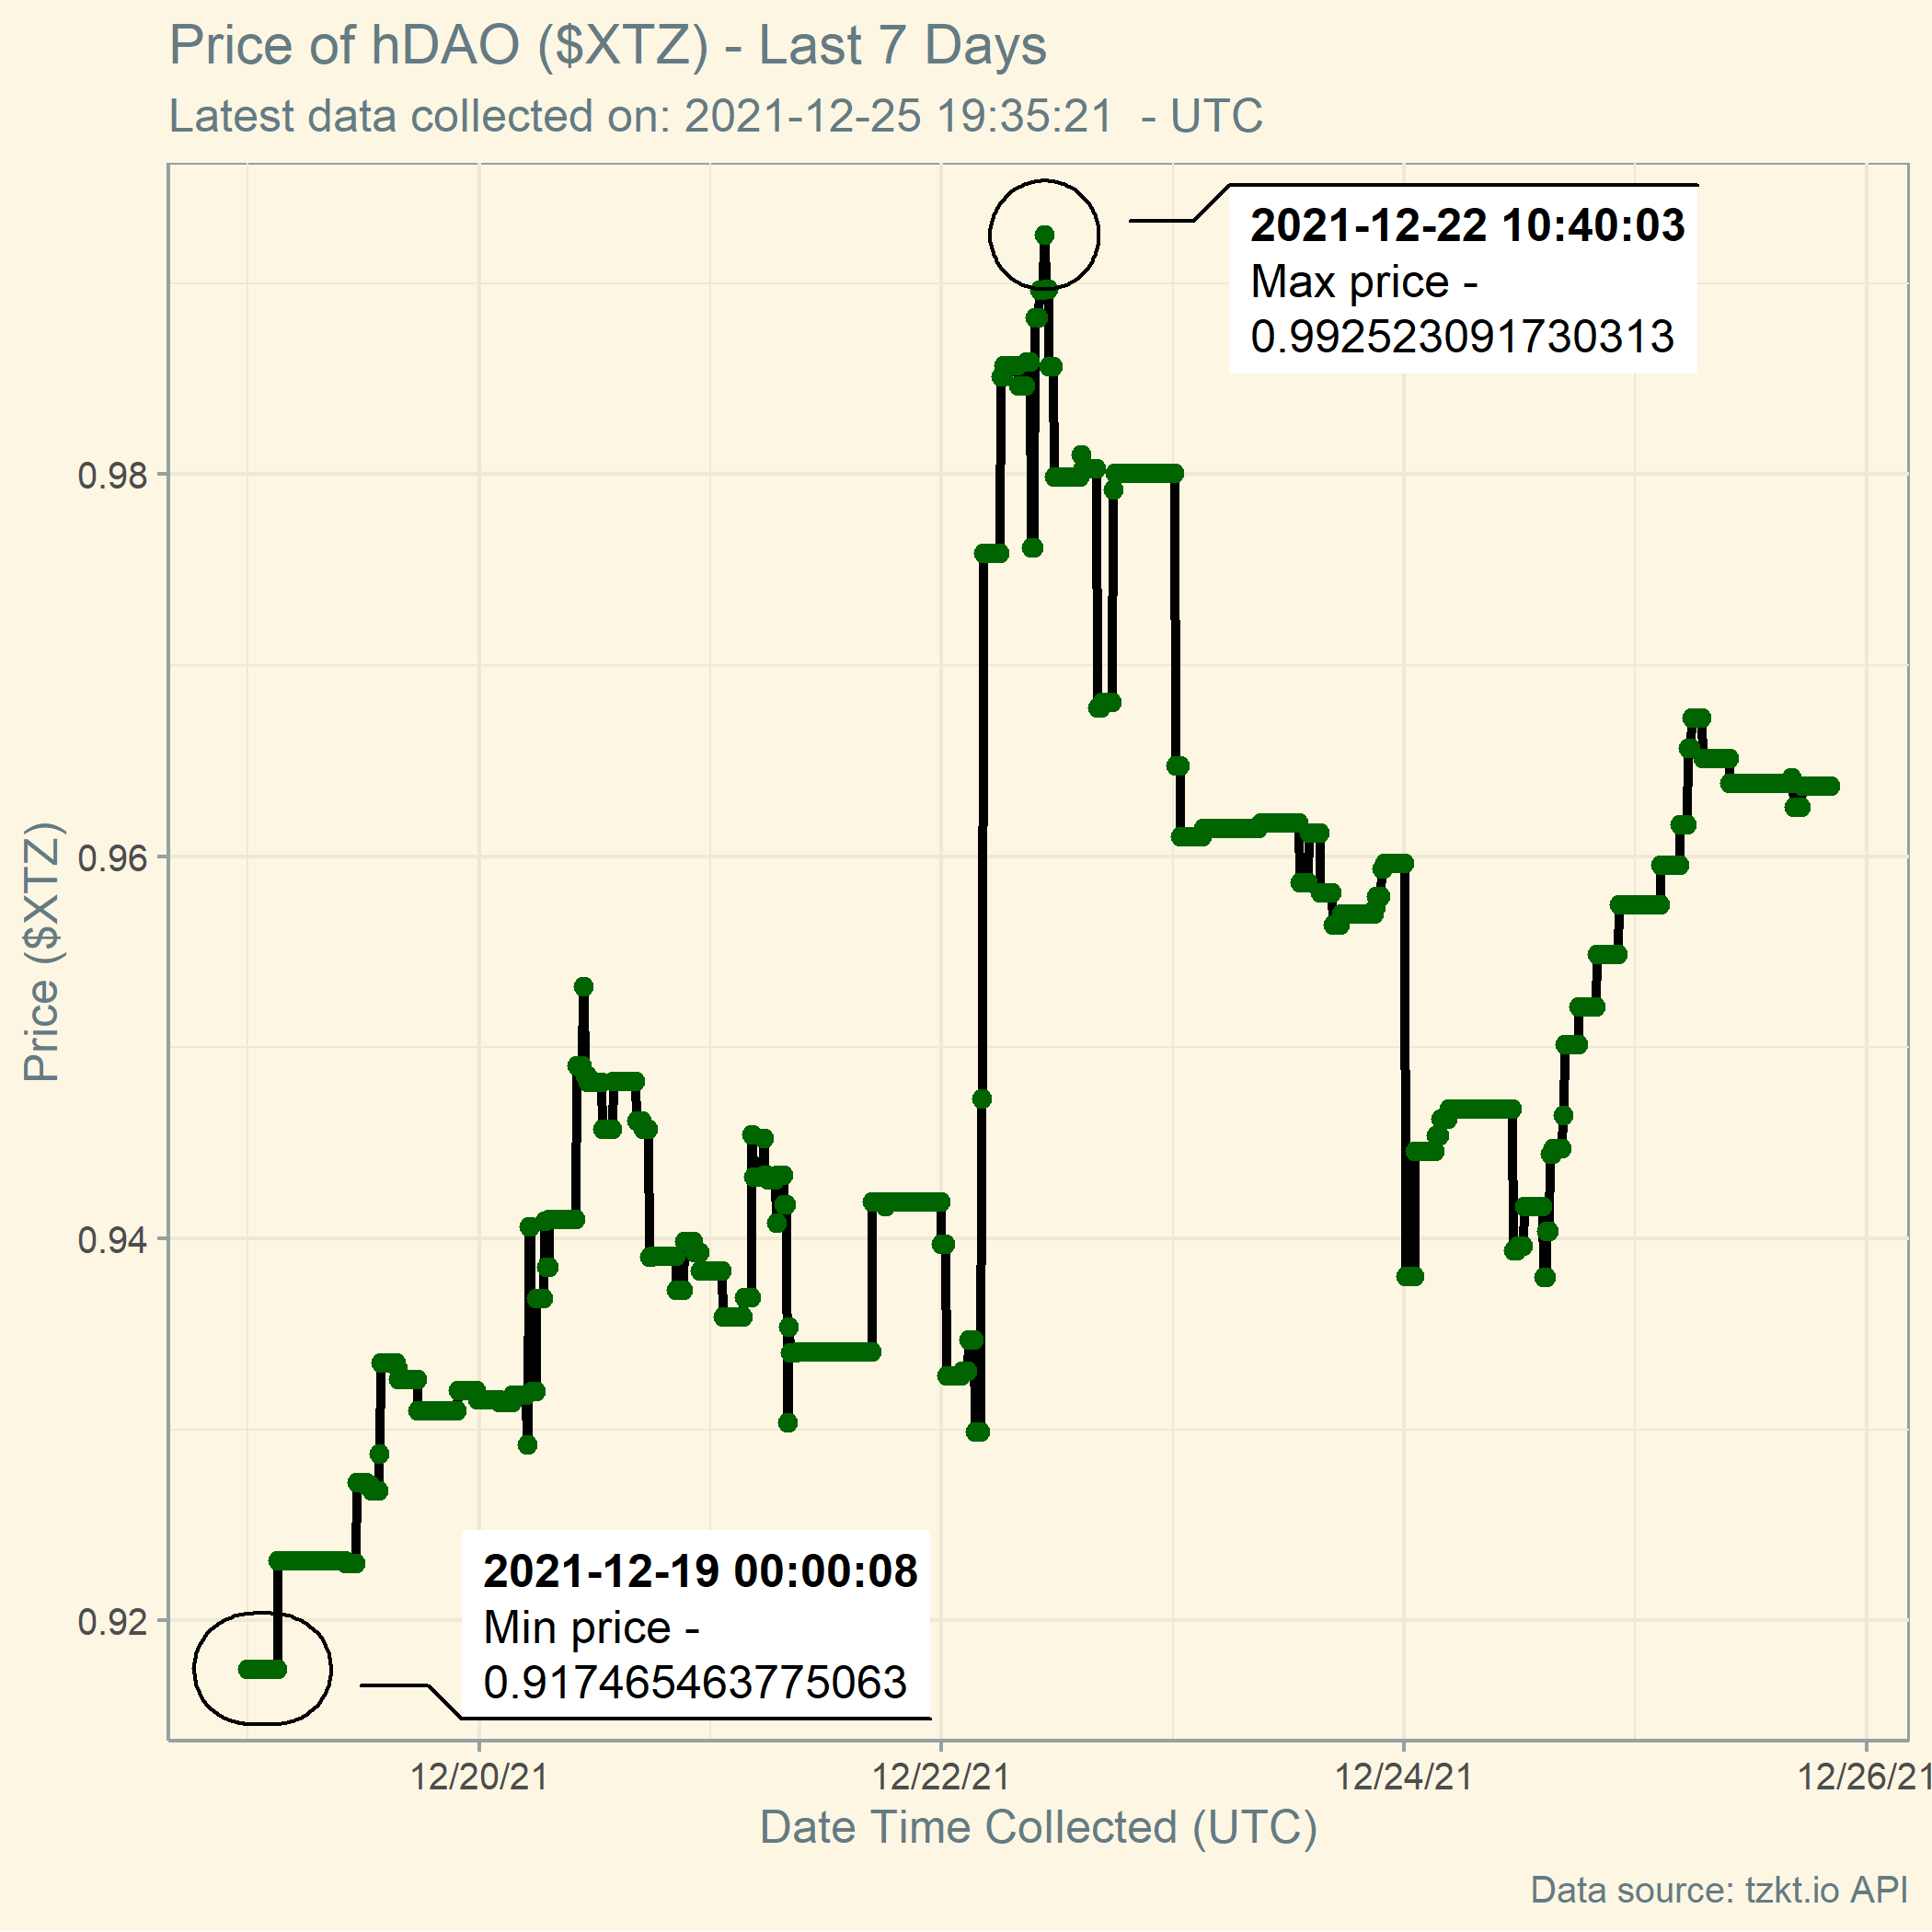 Price of hDAO ($XTZ) - Last 7 Days
Latest data collected on: 2021-12-25 19:35:21  - UTC
2021-12-22 10:40:03
Max price -
0.992523091730313
0.98
0.96
0.94
0.92
Price ($XTZ)
2021-12-19 00:00:08
Min price -
0.917465463775063
12/20/21
12/22/21
12/24/21
12/26/21
Date Time Collected (UTC)
Data source: tzkt.io API